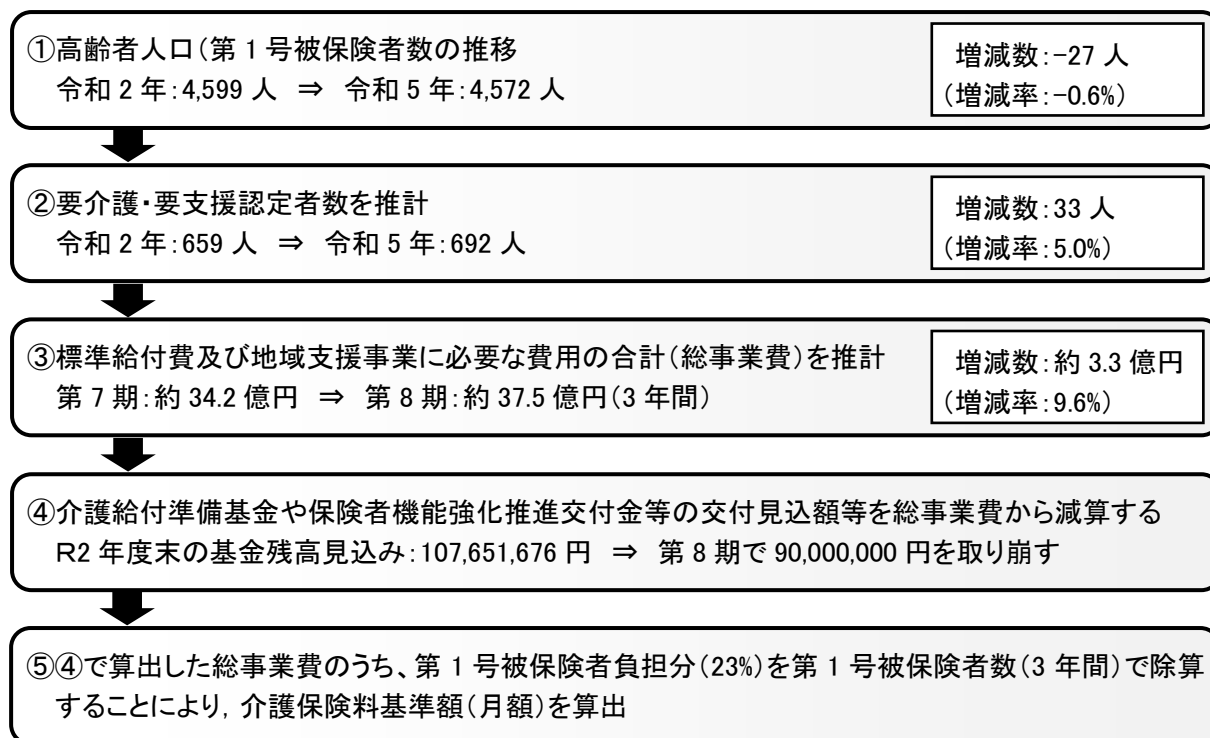 ①高齢者人口(第1号被保険者数の推移
令和2年:4,599人 ⇒ 令和5年:4,572人
増減数:-27人
(増減率:-0.6%)
②要介護・要支援認定者数を推計
令和2年:659人 ⇒ 令和5年:692人
増減数:33人
(増減率:5.0%)
③標準給付費及び地域支援事業に必要な費用の合計(総事業費)を推計
第7期:約34.2億円 ⇒ 第8期:約37.5億円(3年間)
増減数:約3.3億円
(増減率:9.6%)
④介護給付準備基金や保険者機能強化推進交付金等の交付見込額等を総事業費から減算する
R2年度末の基金残高見込み:107,651,676円 ⇒ 第8期で90,000,000円を取り崩す
⑤④で算出した総事業費のうち、第1号被保険者負担分(23%)を第1号被保険者数(3年間)で除算
することにより,介護保険料基準額(月額)を算出